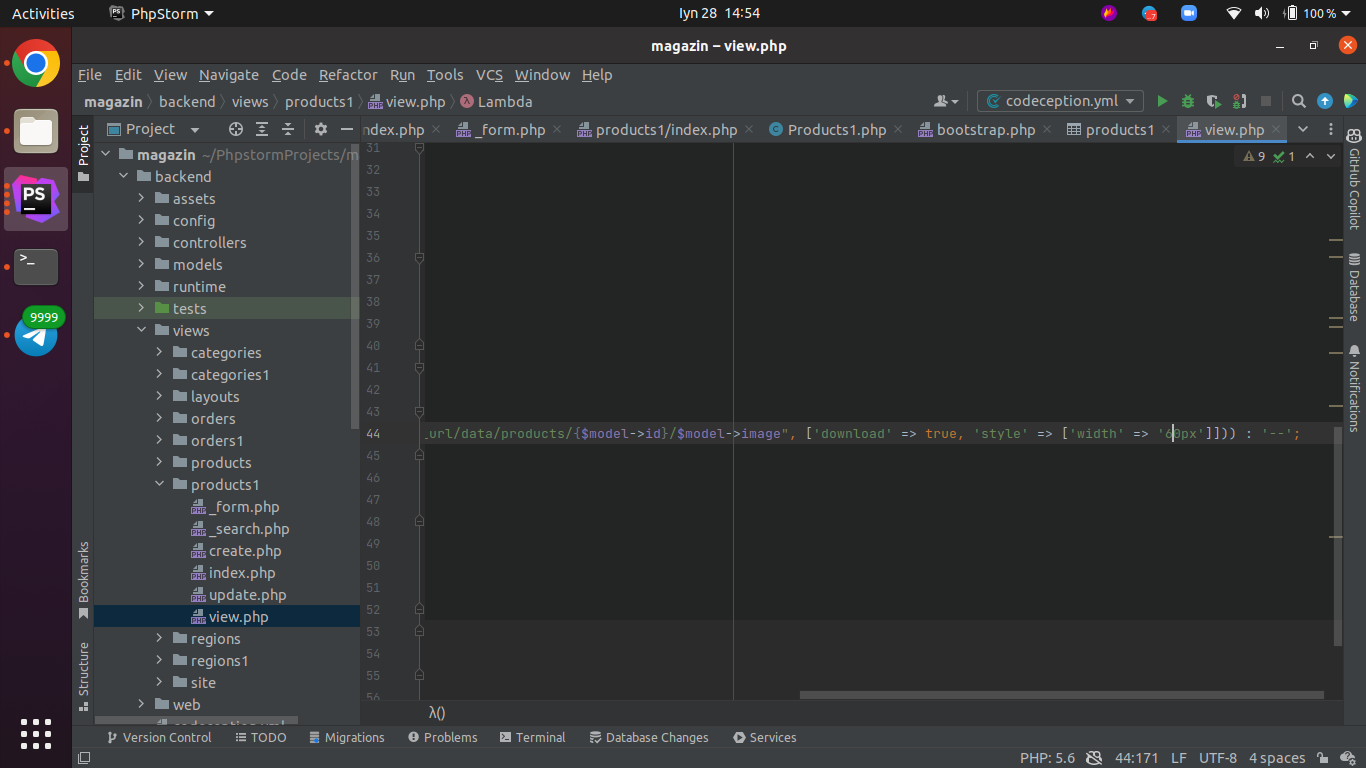 Activities
PhpStorm
Iyn 28 14:54
100 %
magazin – view.php
File Edit View Navigate Code Refactor Run Tools VCS Window Help
magazin backend views products1 view.php Lambda
codeception.yml
Project
ndex.php
_form.php
products1/index.php
Products1.php
bootstrap.php
products1
view.php
9 1
magazin ~/PhpstormProjects/m
backend
assets
config
controllers
models
runtime
tests
views
categories
categories1
layouts
orders
orders1
products
products1
_form.php
_search.php
create.php
index.php
update.php
view.php
regions
regions1
site
web
31
32
33
34
35
36
37
38
39
40
41
42
43
44 _url/data/products/{$model->id}/$model->image", ['download' => true, 'style' => ['width' => '60px']])) : '--';
45
46
47
48
49
50
51
52
53
54
55
56
λ()
Project
Bookmarks
Structure
GitHub Copilot
Database
Notifications
PS
>_
9999
Version Control
TODO
Migrations
Problems
Terminal
Database Changes
Services
PHP: 5.6
44:171 LF UTF-8 4 spaces